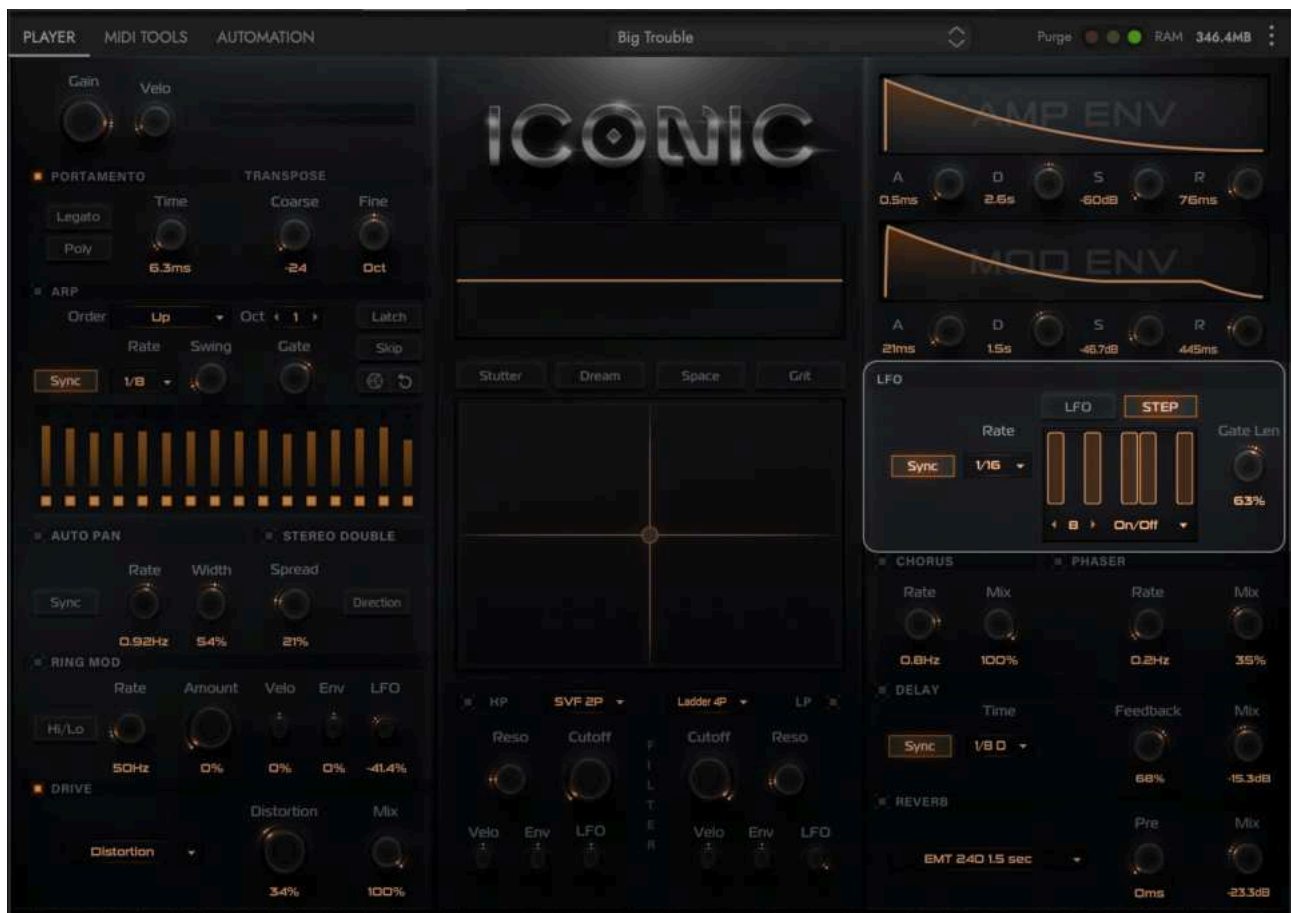 PLAYER MIDI TOOLS AUTOMATION Big Trouble Purge RAM 346.4MB
Gain Velo
PORTAMENTO TRANSPOSE
Legato Time Coarse Fine
Poly
6.3ms -24 0ct
ARP
Order Up Oct 1 Latch
Rate Swing Gate Skip
Sync 1/8
AUTO PAN STEREO DOUBLE
Rate Width Spread
Sync Direction
0.92Hz 54% 21%
RING MOD
Rate Amount Velo Env LFO
Hi/Lo
50Hz 0% 0% 0% -41.4%
DRIVE
Distortion Mix
Distortion
34% 100%
ICONIC
Stutter Dream Space Grit
HP SVF 2P Ladder 4P LP
Reso Cutoff Cutoff Reso
FILTER
Velo Env LFO Velo Env LFO
AMP ENV
A D S R
0.5ms 2.6s -60dB 76ms
MOD ENV
A D S R
21ms 1.5s -46.7dB 445ms
LFO
LFO STEP
Rate Gate Len
Sync 1/16
63%
8 On/Off
CHORUS PHASER
Rate Mix Rate Mix
0.8Hz 100% 0.2Hz 35%
DELAY
Time Feedback Mix
Sync 1/8 D
68% -15.3dB
REVERB
Pre Mix
EMT 240 1.5 sec
0ms -23.3dB